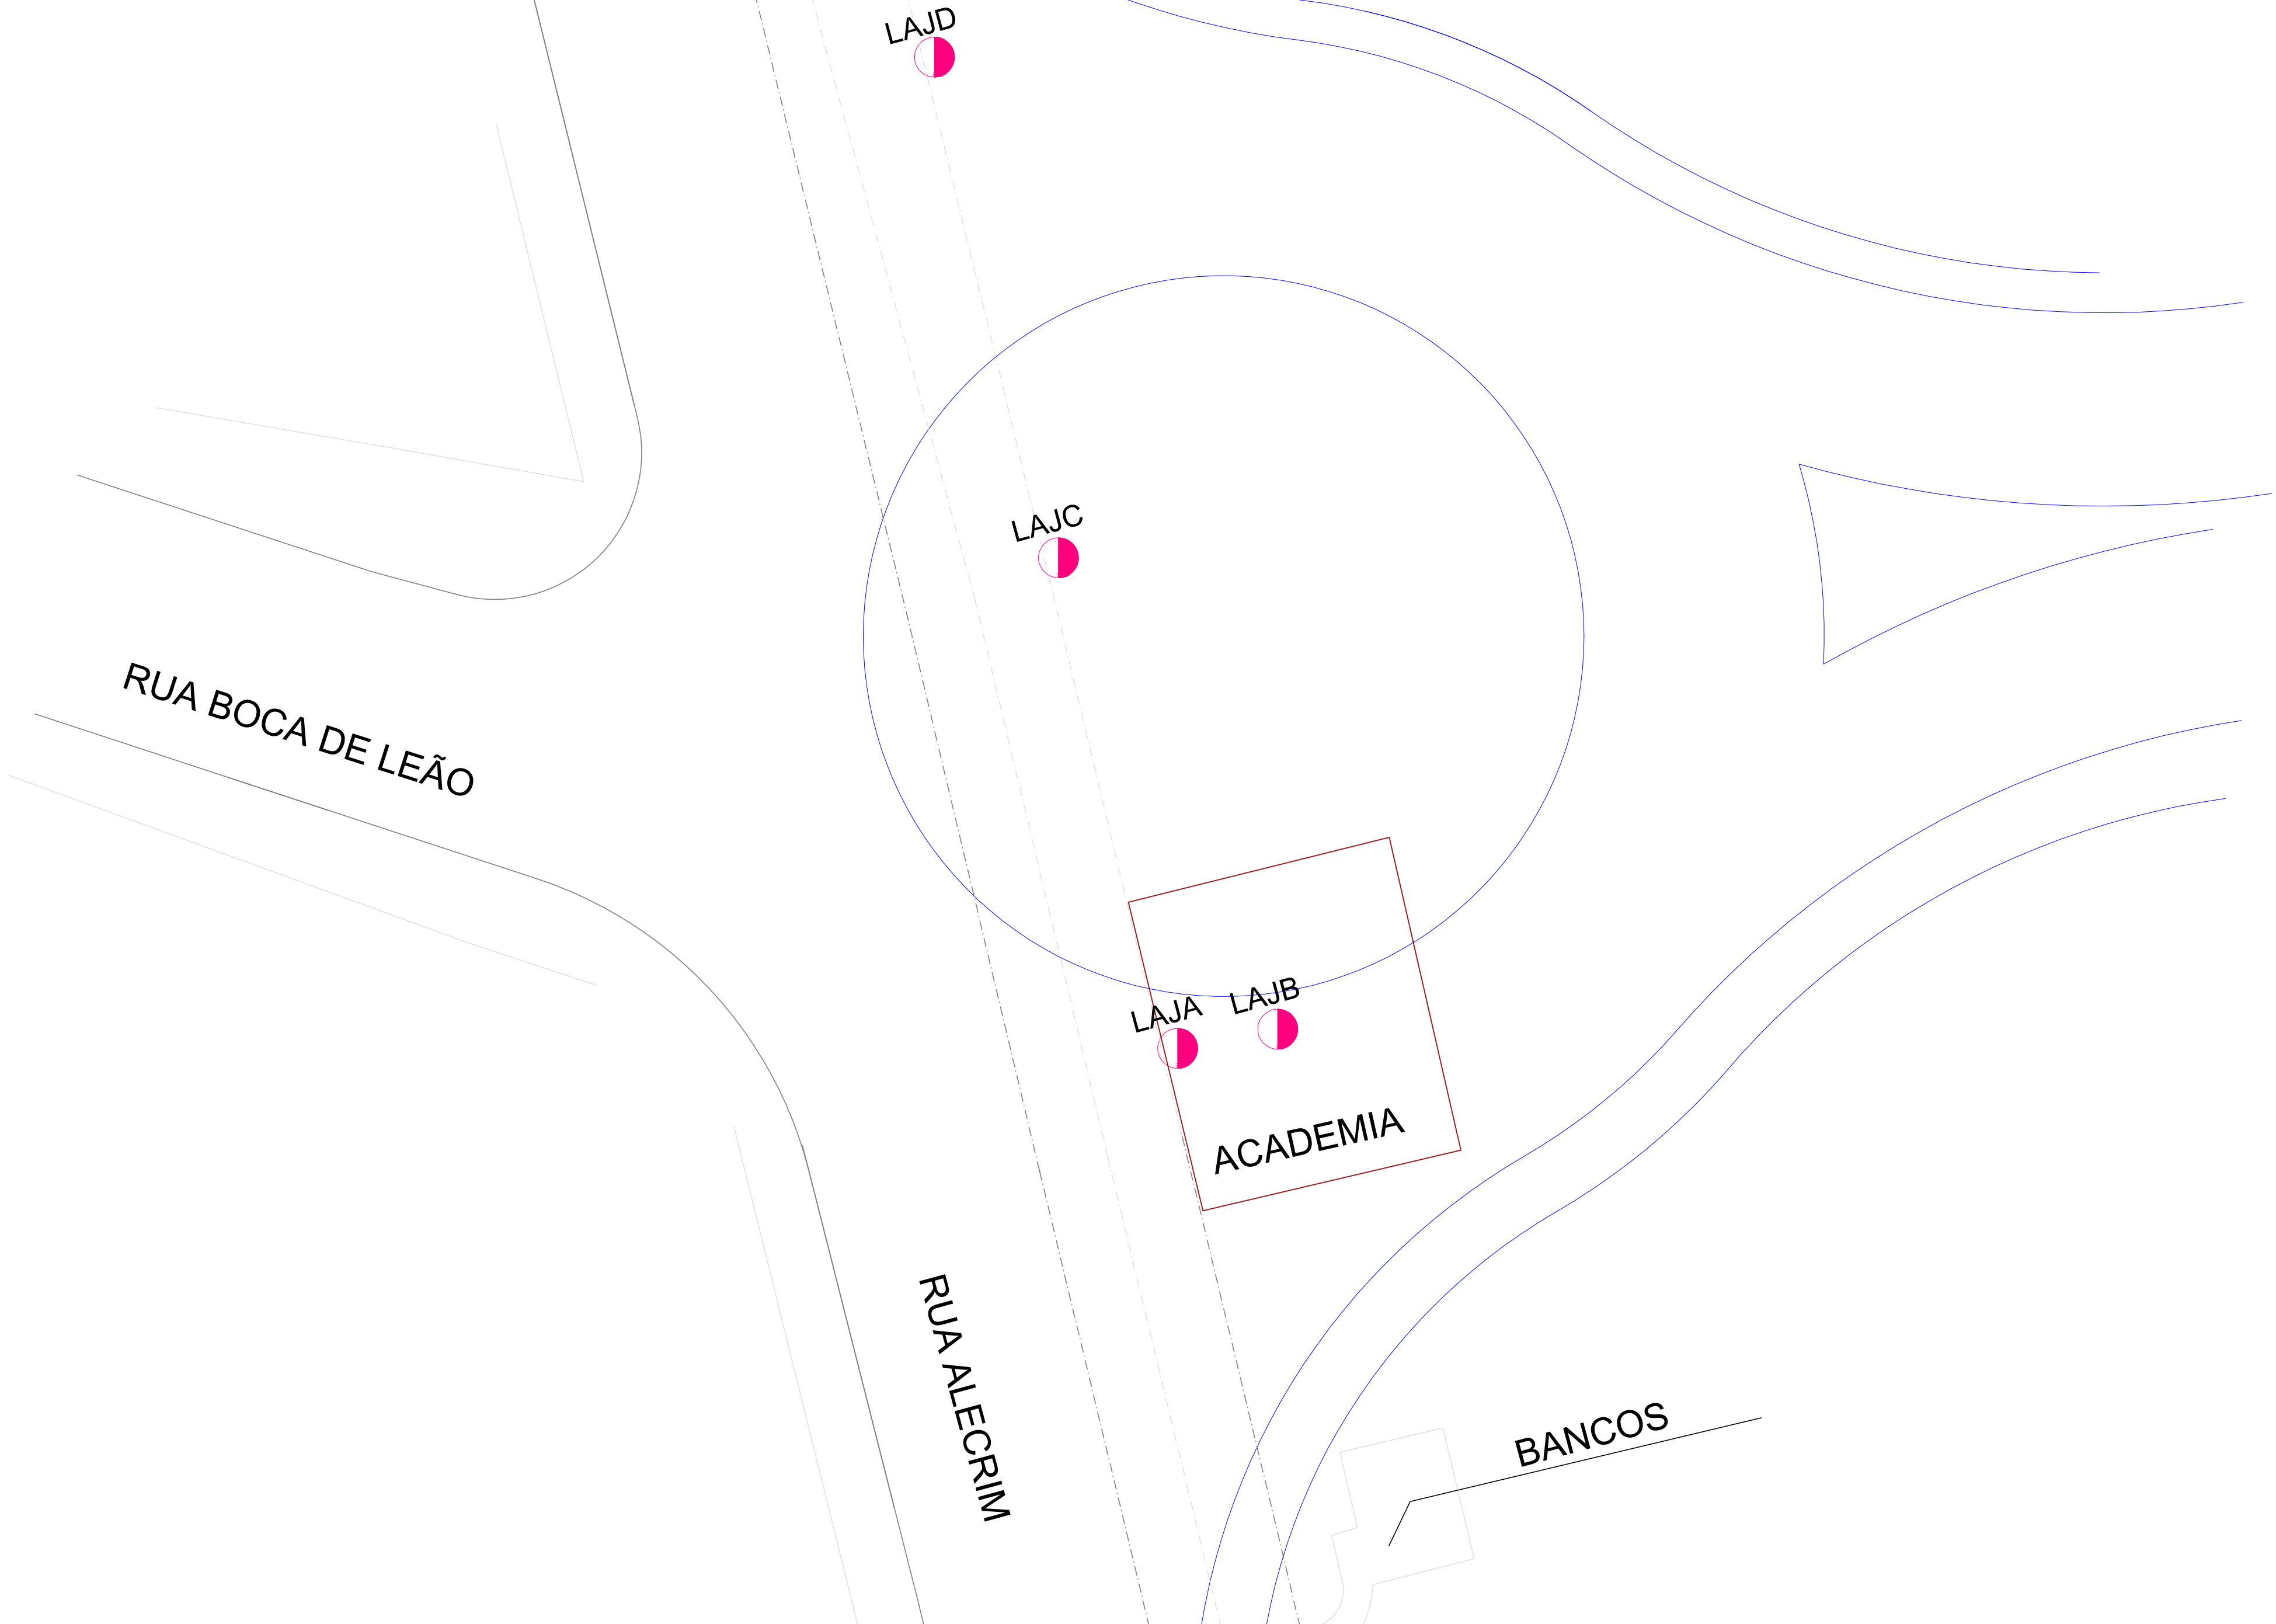 LAJD
LAJC
RUA BOCA DE LEÃO
LAJA
LAJB
ACADEMIA
RUA ALECRIM
BANCOS